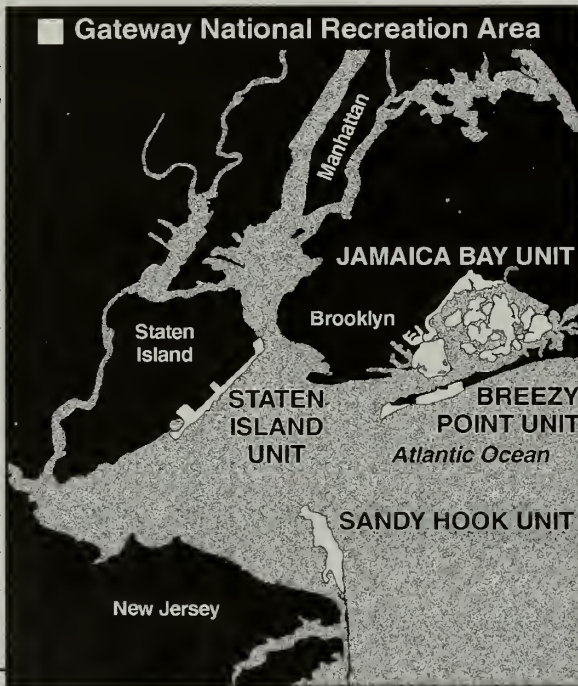 Gateway National Recreation Area
Manhattan
JAMAICA BAY UNIT
Brooklyn
Staten
Island
STATEN
ISLAND
UNIT
BREEZY
POINT UNIT
Atlantic Ocean
SANDY HOOK UNIT
New Jersey